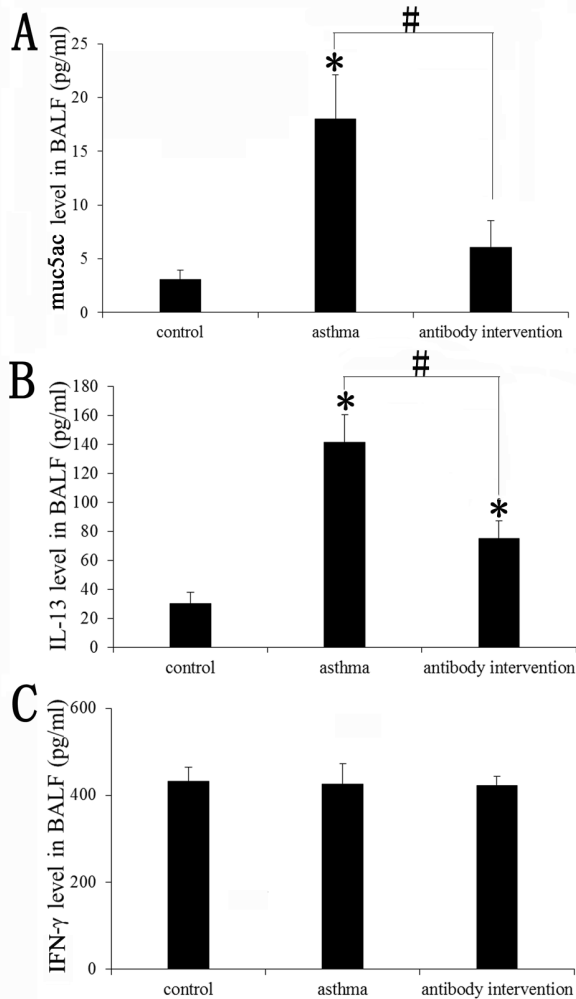 A
#
muc5ac level in BALF (pg/ml)
25
20
15
10
5
0
*
control
asthma
antibody intervention
B
#
IL-13 level in BALF (pg/ml)
180
160
140
120
100
80
60
40
20
0
*
*
control
asthma
antibody intervention
C
IFN-γ level in BALF (pg/ml)
600
400
200
0
control
asthma
antibody intervention